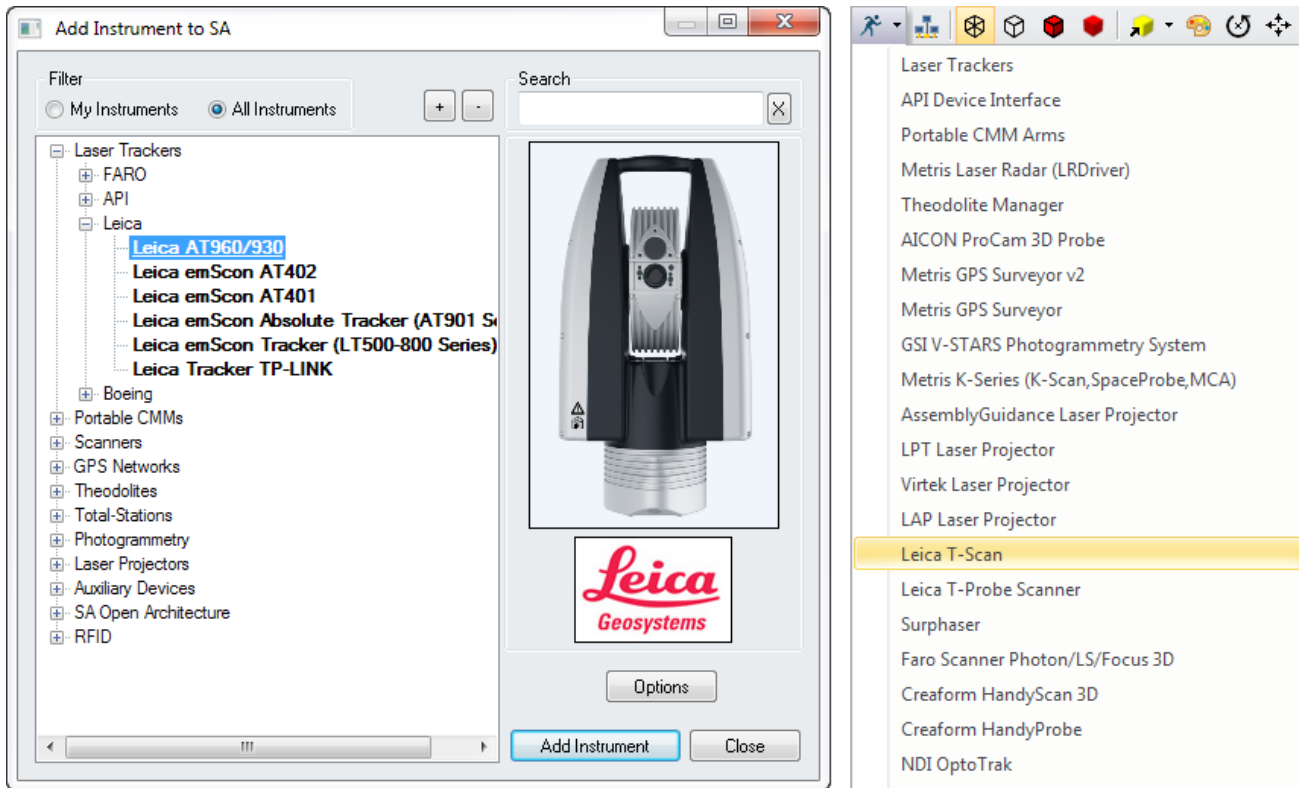 Add Instrument to SA
Filter
My Instruments
All Instruments
+
-
Search
X
Laser Trackers
FARO
API
Leica
Leica AT960/930
Leica emScon AT402
Leica emScon AT401
Leica emScon Absolute Tracker (AT901 Se
Leica emScon Tracker (LT500-800 Series)
Leica Tracker TP-LINK
Boeing
Portable CMMs
Scanners
GPS Networks
Theodolites
Total-Stations
Photogrammetry
Laser Projectors
Auxiliary Devices
SA Open Architecture
RFID
Leica
Geosystems
Options
Add Instrument
Close
Laser Trackers
API Device Interface
Portable CMM Arms
Metris Laser Radar (LRDriver)
Theodolite Manager
AICON ProCam 3D Probe
Metris GPS Surveyor v2
Metris GPS Surveyor
GSI V-STARS Photogrammetry System
Metris K-Series (K-Scan,SpaceProbe,MCA)
AssemblyGuidance Laser Projector
LPT Laser Projector
Virtek Laser Projector
LAP Laser Projector
Leica T-Scan
Leica T-Probe Scanner
Surphaser
Faro Scanner Photon/LS/Focus 3D
Creaform HandyScan 3D
Creaform HandyProbe
NDI OptoTrak